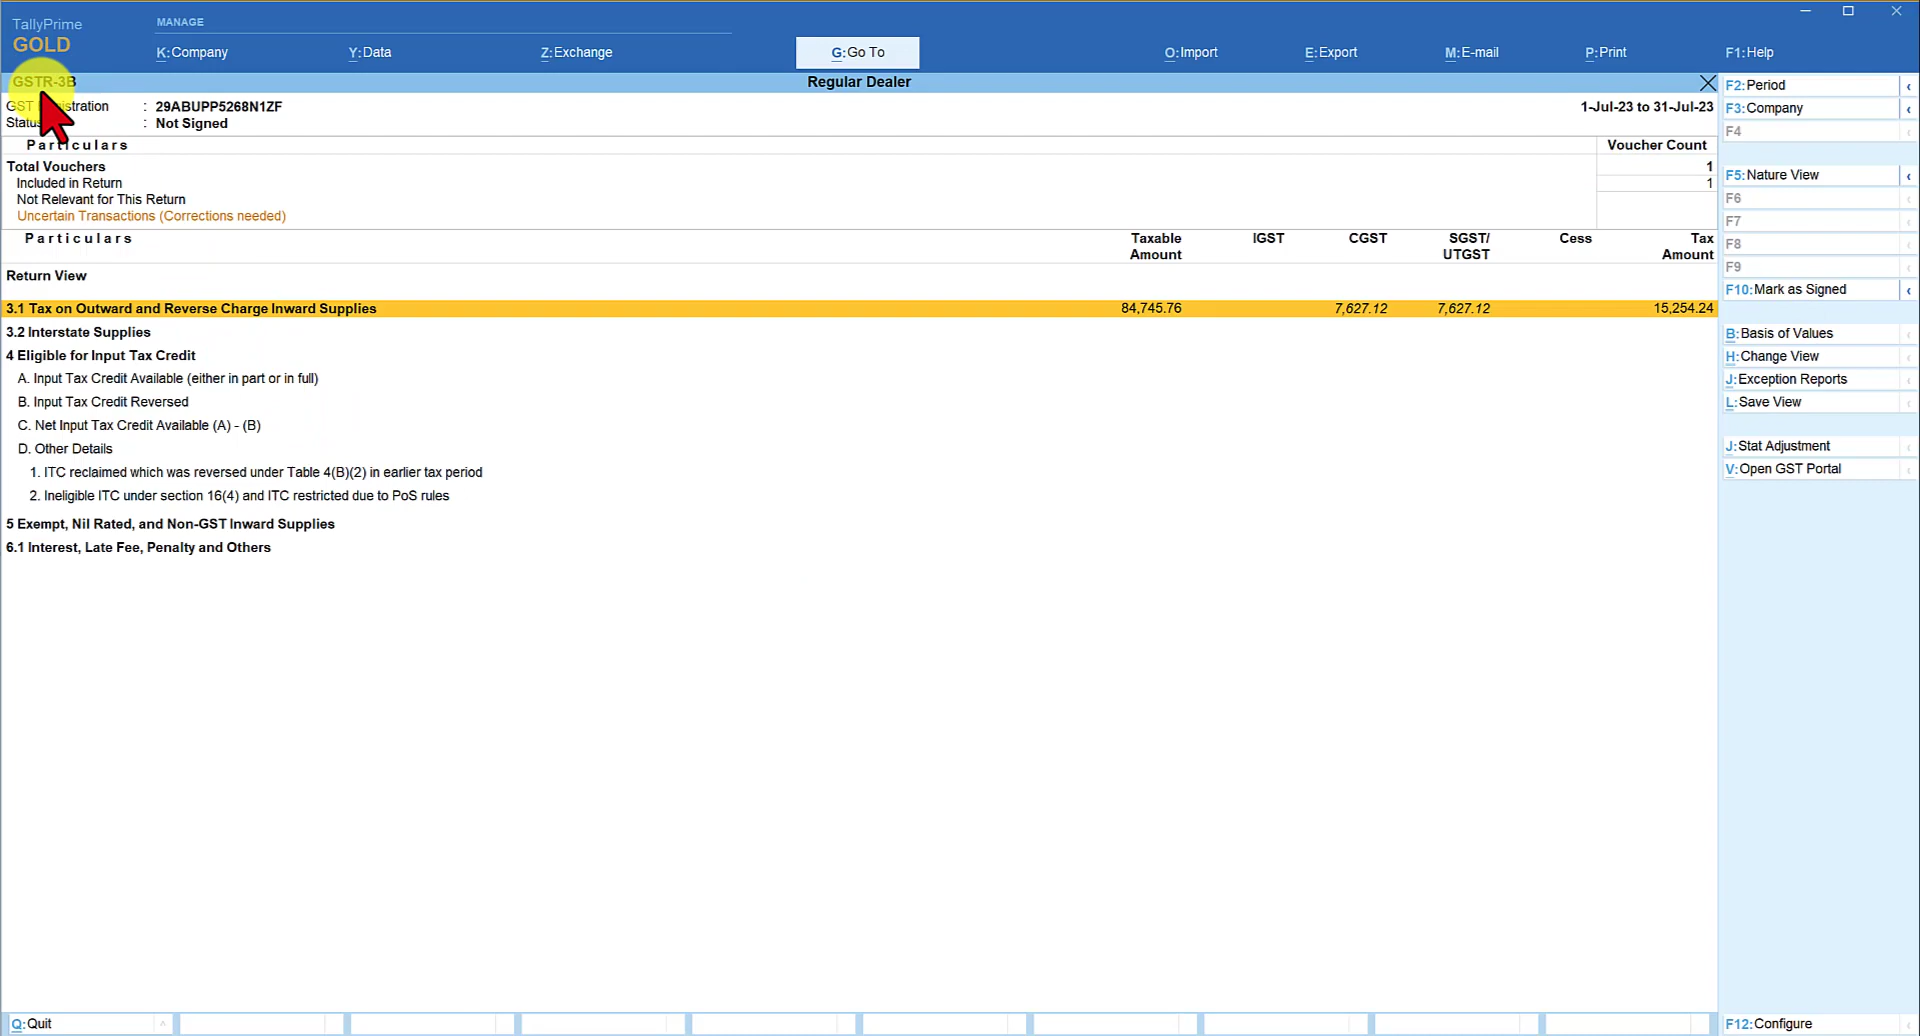 TallyPrime
GOLD
MANAGE
K:Company Y:Data Z:Exchange G:Go To O:Import E:Export M:E-mail P:Print F1:Help
GSTR-3B Regular Dealer
GST Registration : 29ABUPP5268N1ZF 1-Jul-23 to 31-Jul-23
Status : Not Signed
Particulars Voucher Count
Total Vouchers 1
Included in Return 1
Not Relevant for This Return
Uncertain Transactions (Corrections needed)
Particulars Taxable Amount IGST CGST SGST/ UTGST Cess Tax Amount
Return View
3.1 Tax on Outward and Reverse Charge Inward Supplies 84,745.76 7,627.12 7,627.12 15,254.24
3.2 Interstate Supplies
4 Eligible for Input Tax Credit
A. Input Tax Credit Available (either in part or in full)
B. Input Tax Credit Reversed
C. Net Input Tax Credit Available (A) - (B)
D. Other Details
1. ITC reclaimed which was reversed under Table 4(B)(2) in earlier tax period
2. Ineligible ITC under section 16(4) and ITC restricted due to PoS rules
5 Exempt, Nil Rated, and Non-GST Inward Supplies
6.1 Interest, Late Fee, Penalty and Others
F2:Period
F3:Company
F4
F5:Nature View
F6
F7
F8
F9
F10:Mark as Signed
B:Basis of Values
H:Change View
J:Exception Reports
L:Save View
J:Stat Adjustment
V:Open GST Portal
Q:Quit F12:Configure